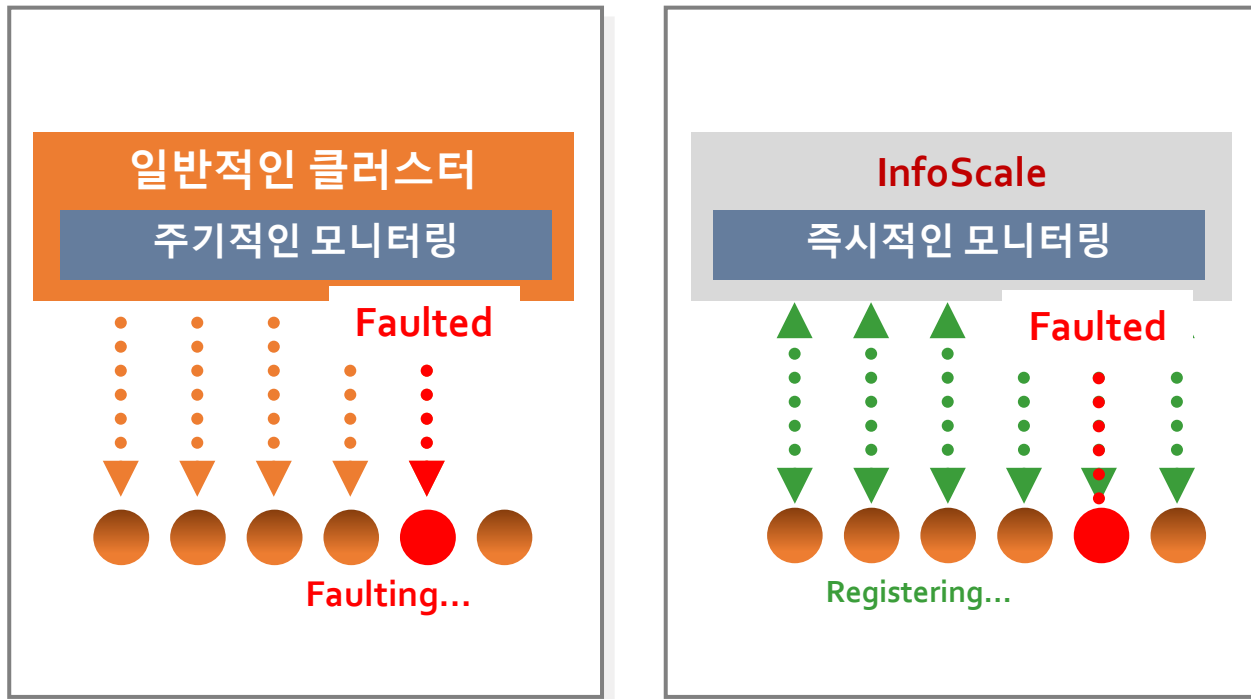 일반적인 클러스터
주기적인 모니터링
Faulted
Faulting...
InfoScale
즉시적인 모니터링
Faulted
Registering...